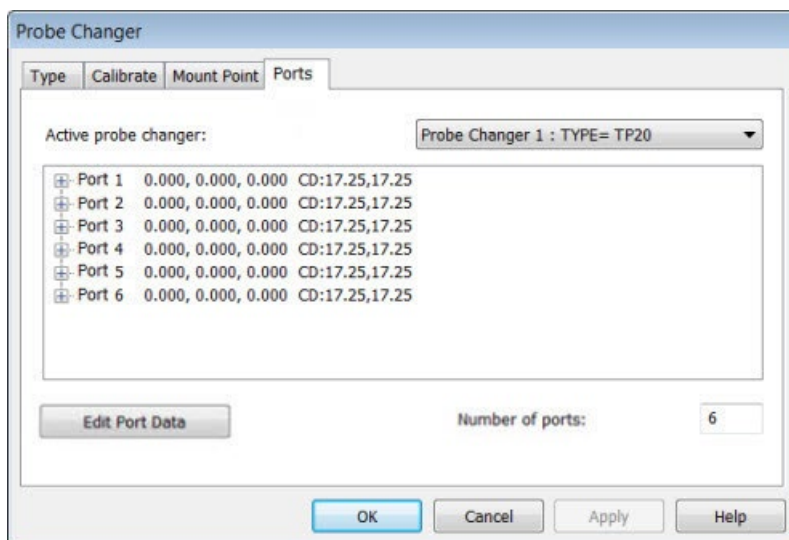 Probe Changer
Type Calibrate Mount Point Ports
Active probe changer: Probe Changer 1 : TYPE= TP20
Port 1 0.000, 0.000, 0.000 CD:17.25,17.25
Port 2 0.000, 0.000, 0.000 CD:17.25,17.25
Port 3 0.000, 0.000, 0.000 CD:17.25,17.25
Port 4 0.000, 0.000, 0.000 CD:17.25,17.25
Port 5 0.000, 0.000, 0.000 CD:17.25,17.25
Port 6 0.000, 0.000, 0.000 CD:17.25,17.25
Edit Port Data Number of ports: 6
OK Cancel Apply Help